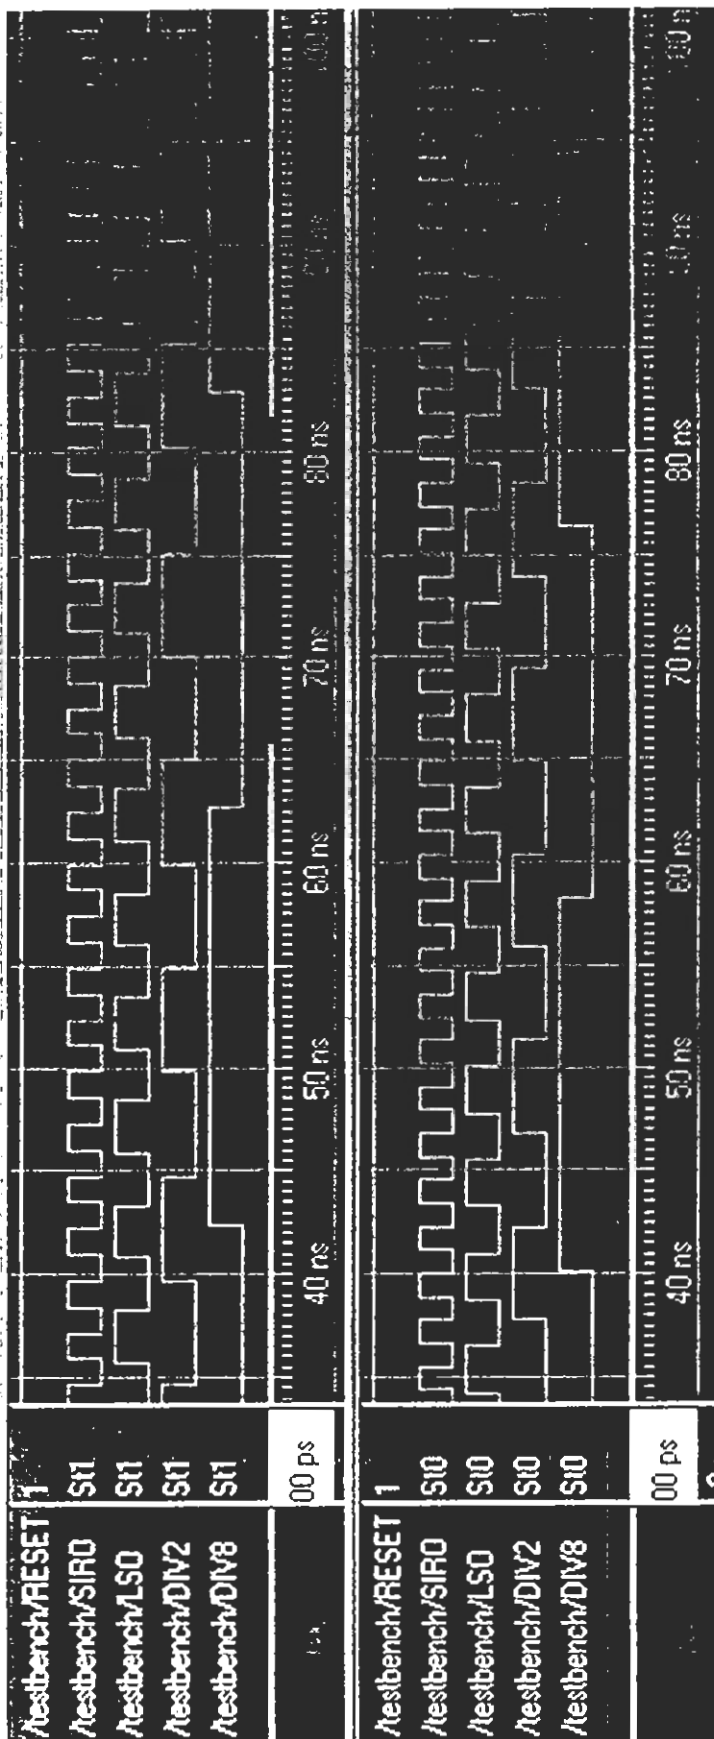 /testbench/RESET 1
/testbench/SIRO St1
/testbench/LSO St1
/testbench/DIV2 St1
/testbench/DIV8 St1
00 ps 40 ns 50 ns 60 ns 70 ns 80 ns
/testbench/RESET 1
/testbench/SIRO St0
/testbench/LSO St0
/testbench/DIV2 St0
/testbench/DIV8 St0
00 ps 40 ns 50 ns 60 ns 70 ns 80 ns 90 ns